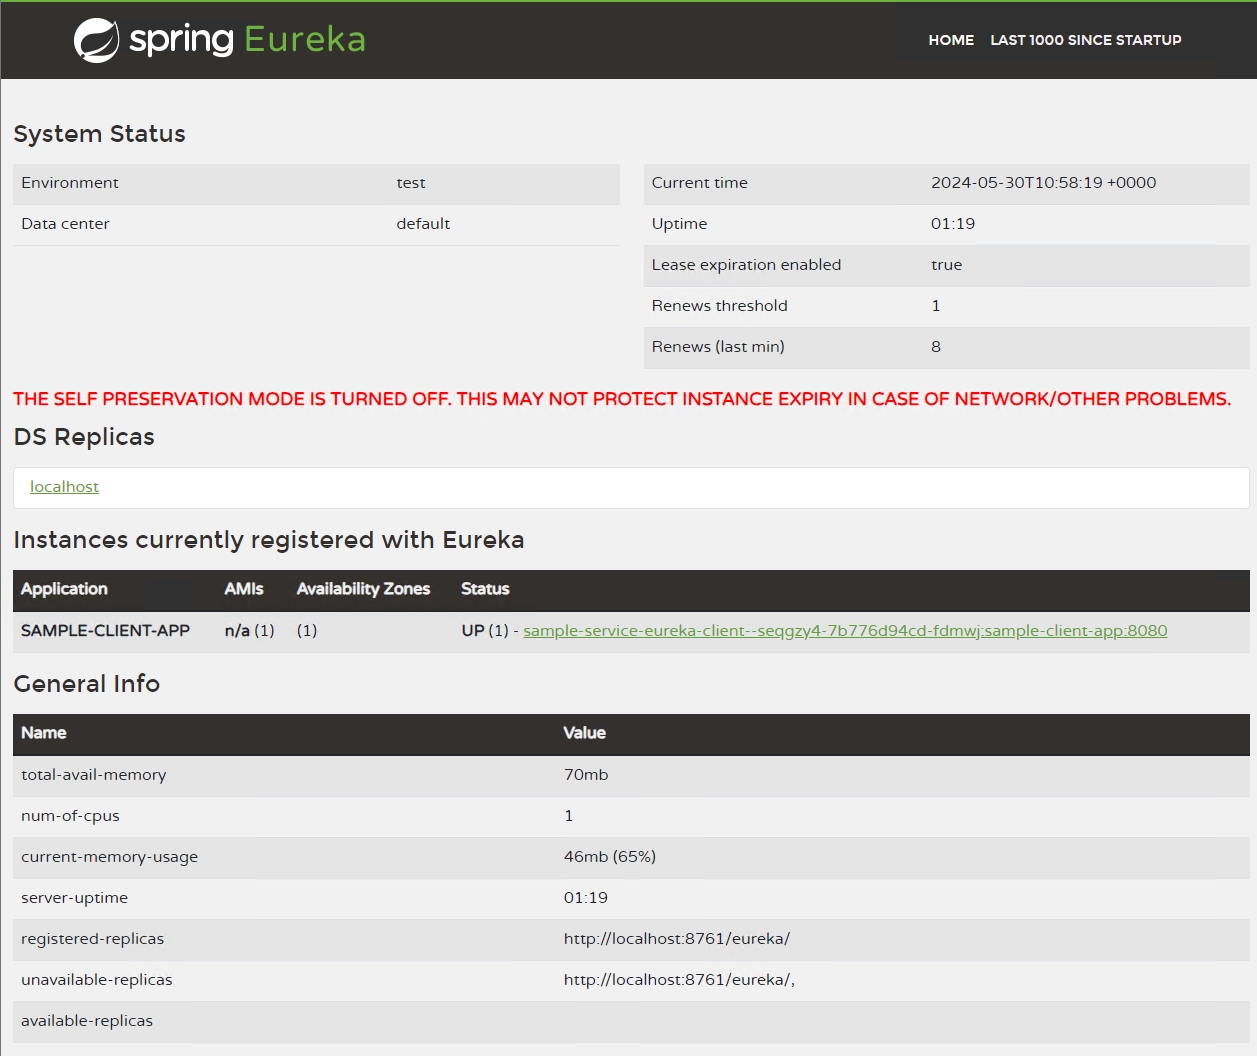 spring Eureka
HOME LAST 1000 SINCE STARTUP
System Status
Environment test
Data center default
Current time 2024-05-30T10:58:19 +0000
Uptime 01:19
Lease expiration enabled true
Renews threshold 1
Renews (last min) 8
THE SELF PRESERVATION MODE IS TURNED OFF. THIS MAY NOT PROTECT INSTANCE EXPIRY IN CASE OF NETWORK/OTHER PROBLEMS.
DS Replicas
localhost
Instances currently registered with Eureka
Application AMIs Availability Zones Status
SAMPLE-CLIENT-APP n/a (1) (1) UP (1) - sample-service-eureka-client--seqgzy4-7b776d94cd-fdmwj:sample-client-app:8080
General Info
Name Value
total-avail-memory 70mb
num-of-cpus 1
current-memory-usage 46mb (65%)
server-uptime 01:19
registered-replicas http://localhost:8761/eureka/
unavailable-replicas http://localhost:8761/eureka/,
available-replicas